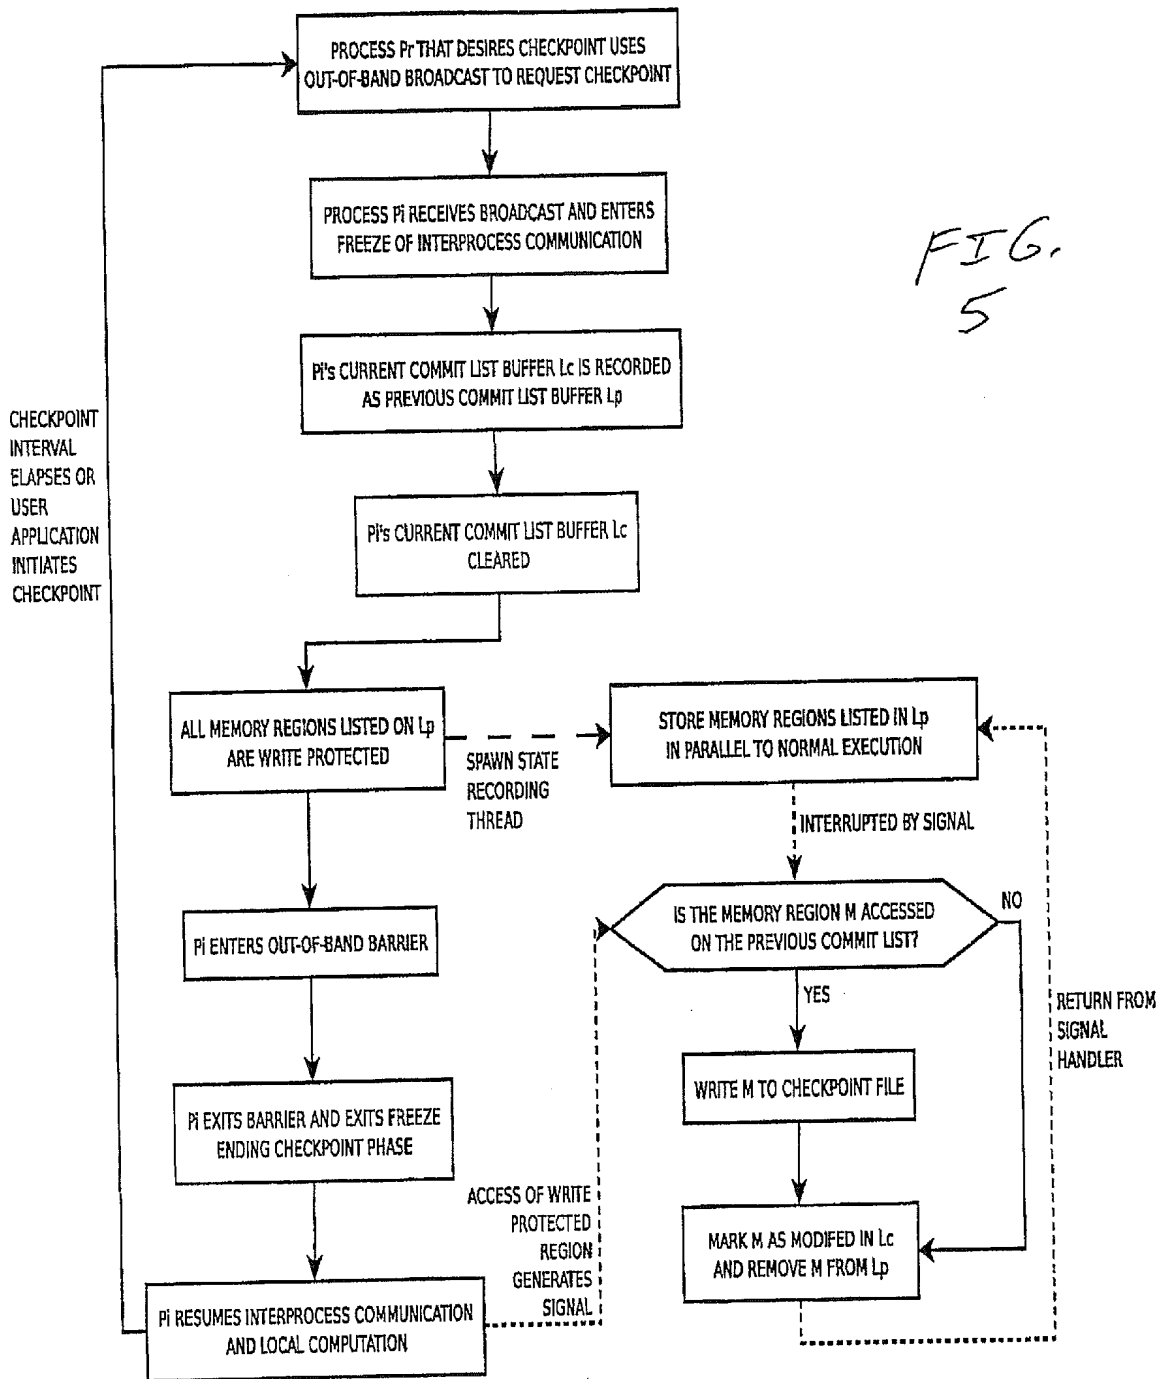 PROCESS Pr THAT DESIRES CHECKPOINT USES
OUT-OF-BAND BROADCAST TO REQUEST CHECKPOINT
PROCESS Pi RECEIVES BROADCAST AND ENTERS
FREEZE OF INTERPROCESS COMMUNICATION
FIG.
5
Pi's CURRENT COMMIT LIST BUFFER Lc IS RECORDED
AS PREVIOUS COMMIT LIST BUFFER Lp
CHECKPOINT
INTERVAL
ELAPSES OR
USER
APPLICATION
INITIATES
CHECKPOINT
Pi's CURRENT COMMIT LIST BUFFER Lc
CLEARED
ALL MEMORY REGIONS LISTED ON Lp
ARE WRITE PROTECTED
SPAWN STATE
RECORDING
THREAD
STORE MEMORY REGIONS LISTED IN Lp
IN PARALLEL TO NORMAL EXECUTION
INTERRUPTED BY SIGNAL
IS THE MEMORY REGION M ACCESSED
ON THE PREVIOUS COMMIT LIST?
NO
YES
Pi ENTERS OUT-OF-BAND BARRIER
RETURN FROM
SIGNAL
HANDLER
WRITE M TO CHECKPOINT FILE
Pi EXITS BARRIER AND EXITS FREEZE
ENDING CHECKPOINT PHASE
ACCESS OF WRITE
PROTECTED
REGION
GENERATES
SIGNAL
MARK M AS MODIFED IN Lc
AND REMOVE M FROM Lp
Pi RESUMES INTERPROCESS COMMUNICATION
AND LOCAL COMPUTATION